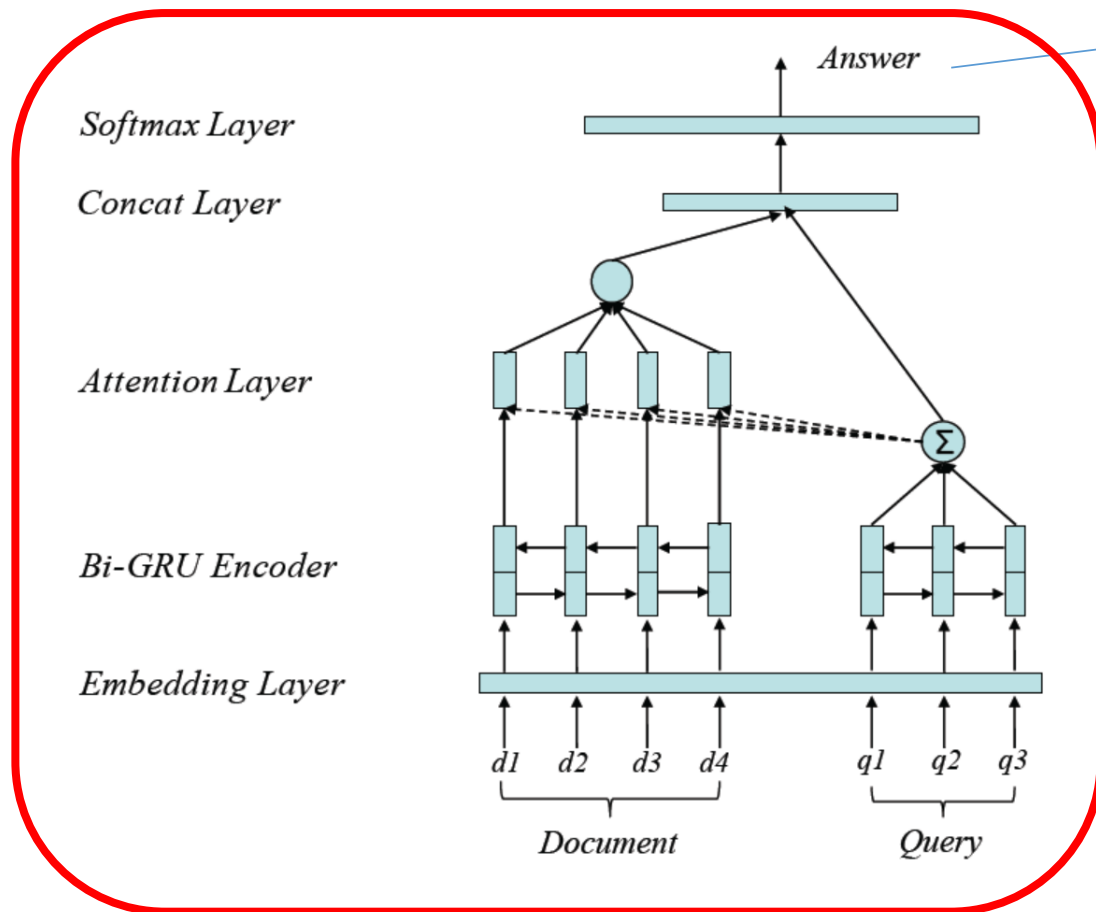 Answer
Softmax Layer
Concat Layer
Attention Layer
Σ
Bi-GRU Encoder
Embedding Layer
d1 d2 d3 d4 q1 q2 q3
Document Query